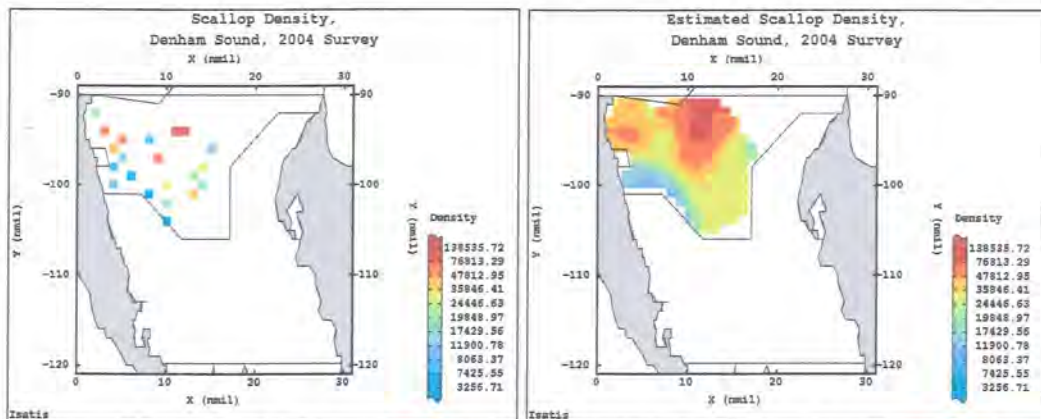 Scallop Density,
Denham Sound, 2004 Survey
X (nmil)
0 10 20 30
-90 -90
-100 -100
-110 -110
-120 -120
Y (nmil)
Y (nmil)
0 10 20 30
X (nmil)
Density
138535.72
76813.29
47812.95
35846.41
24446.63
19848.97
17429.56
11900.78
8063.37
7425.55
3256.71
Isatis
Estimated Scallop Density,
Denham Sound, 2004 Survey
X (nmil)
0 10 20 30
-90 -90
-100 -100
-110 -110
-120 -120
Y (nmil)
Y (nmil)
0 10 20 30
X (nmil)
Density
138535.72
76813.29
47812.95
35846.41
24446.63
19848.97
17429.56
11900.78
8063.37
7425.55
3256.71
Isatis